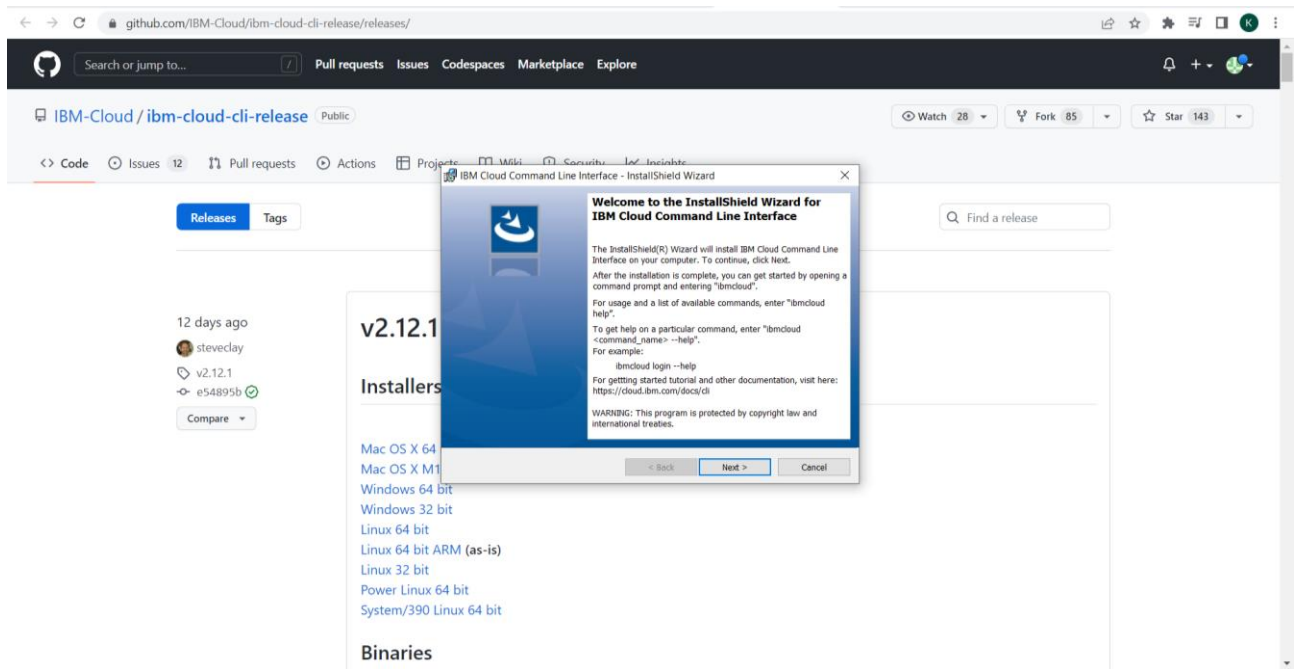 github.com/IBM-Cloud/ibm-cloud-cli-release/releases/
K
Search or jump to...
/
Pull requests Issues Codespaces Marketplace Explore
IBM-Cloud / ibm-cloud-cli-release Public
Watch 28
Fork 85
Star 143
Code Issues 12 Pull requests Actions Projects Wiki Security Insights
IBM Cloud Command Line Interface - InstallShield Wizard
Welcome to the InstallShield Wizard for
IBM Cloud Command Line Interface
The InstallShield(R) Wizard will install IBM Cloud Command Line
Interface on your computer. To continue, click Next.
After the installation is complete, you can get started by opening a
command prompt and entering "ibmcloud".
For usage and a list of available commands, enter "ibmcloud
help".
To get help on a particular command, enter "ibmcloud
<command_name> --help".
For example:
ibmcloud login --help
For gettting started tutorial and other documentation, visit here:
https://cloud.ibm.com/docs/cli
WARNING: This program is protected by copyright law and
international treaties.
< Back Next > Cancel
Releases Tags
Find a release
12 days ago
steveclay
v2.12.1
e54895b
Compare
v2.12.1
Installers
Mac OS X 64
Mac OS X M1
Windows 64 bit
Windows 32 bit
Linux 64 bit
Linux 64 bit ARM (as-is)
Linux 32 bit
Power Linux 64 bit
System/390 Linux 64 bit
Binaries